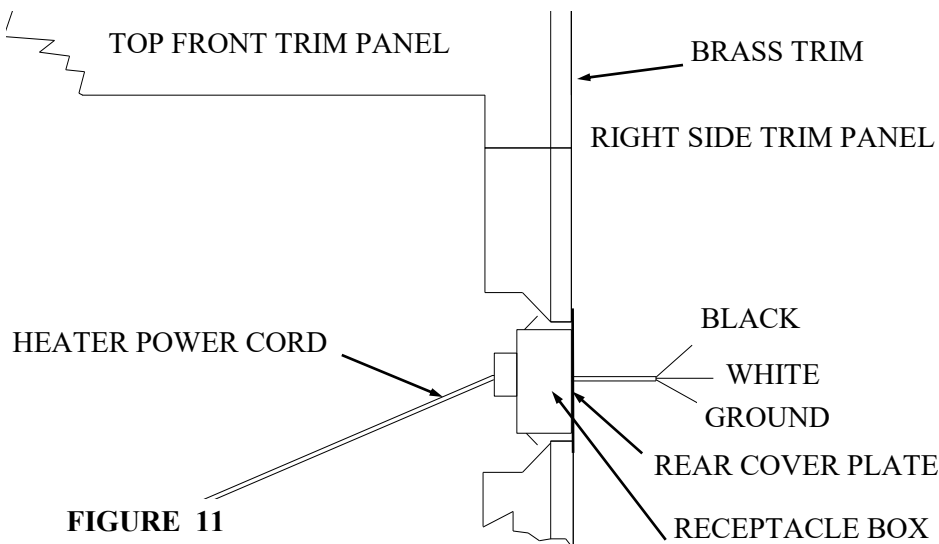 TOP FRONT TRIM PANEL
BRASS TRIM
RIGHT SIDE TRIM PANEL
BLACK
HEATER POWER CORD
WHITE
GROUND
REAR COVER PLATE
FIGURE 11
RECEPTACLE BOX